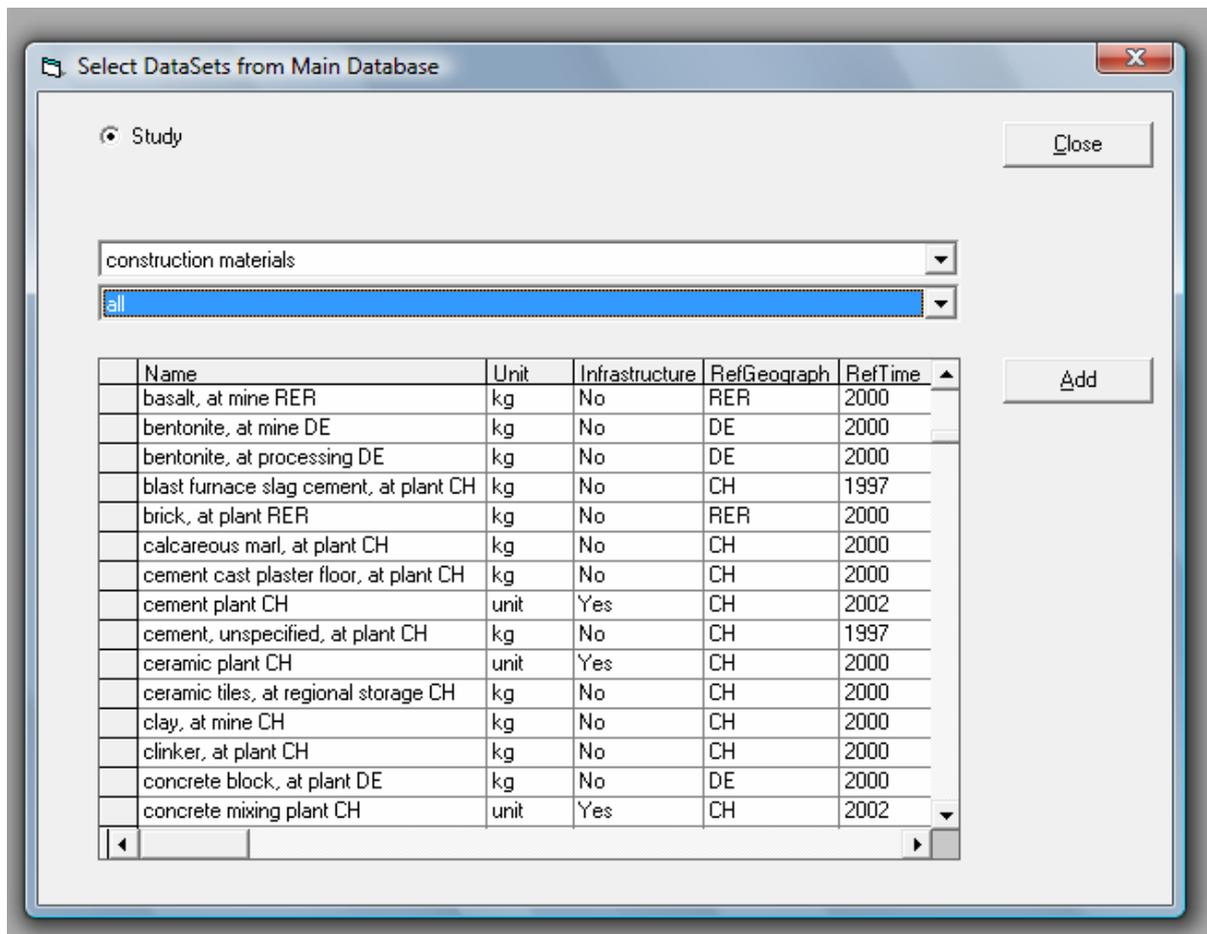 Select DataSets from Main Database
Study
Close
construction materials
all
Name Unit Infrastructure RefGeograph RefTime
Add
basalt, at mine RER kg No RER 2000
bentonite, at mine DE kg No DE 2000
bentonite, at processing DE kg No DE 2000
blast furnace slag cement, at plant CH kg No CH 1997
brick, at plant RER kg No RER 2000
calcareous marl, at plant CH kg No CH 2000
cement cast plaster floor, at plant CH kg No CH 2000
cement plant CH unit Yes CH 2002
cement, unspecified, at plant CH kg No CH 1997
ceramic plant CH unit Yes CH 2000
ceramic tiles, at regional storage CH kg No CH 2000
clay, at mine CH kg No CH 2000
clinker, at plant CH kg No CH 2000
concrete block, at plant DE kg No DE 2000
concrete mixing plant CH unit Yes CH 2002